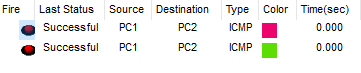 Fire Last Status Source Destination Type Color Time(sec)
Successful PC1 PC2 ICMP 0.000
Successful PC1 PC2 ICMP 0.000